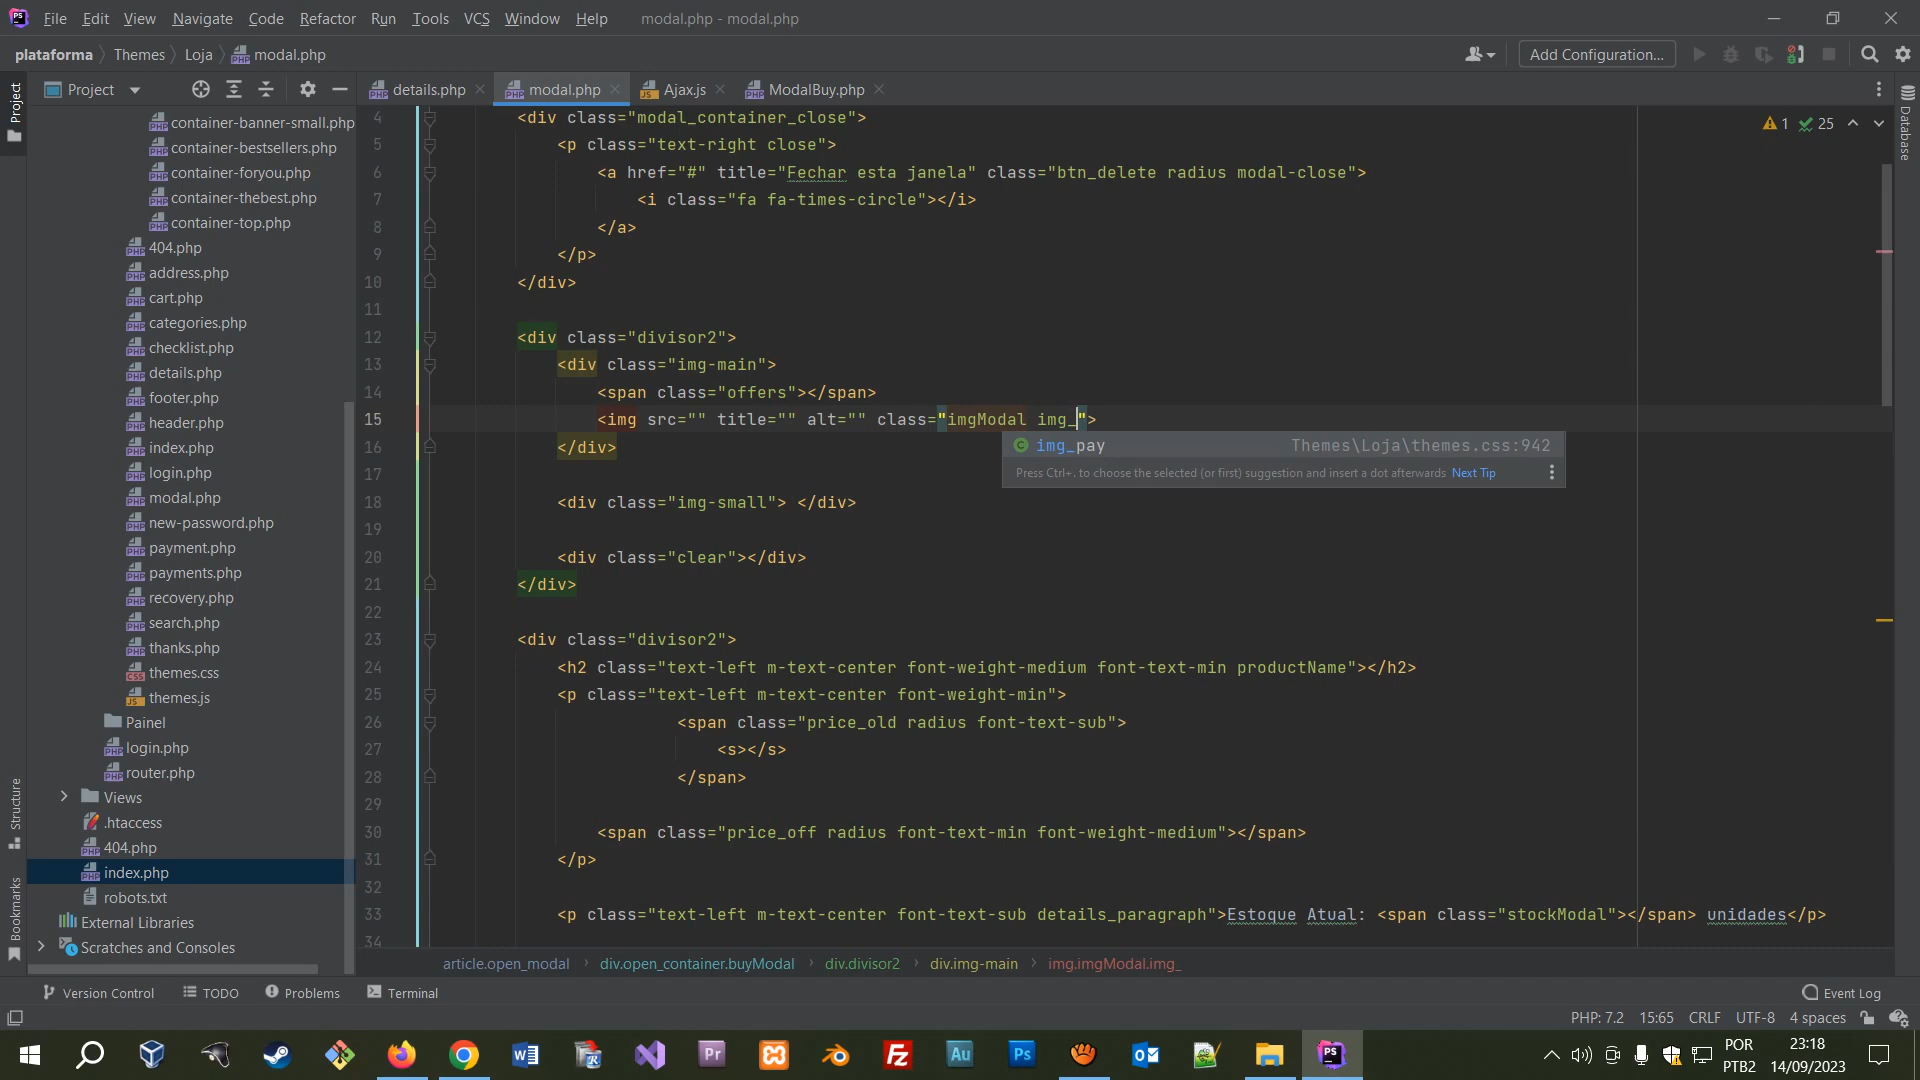 File Edit View Navigate Code Refactor Run Tools VCS Window Help modal.php - modal.php
plataforma Themes Loja modal.php Add Configuration...
Project
details.php modal.php Ajax.js ModalBuy.php
Project
Database
Structure
Bookmarks
container-banner-small.php
container-bestsellers.php
container-foryou.php
container-thebest.php
container-top.php
404.php
address.php
cart.php
categories.php
checklist.php
details.php
footer.php
header.php
index.php
login.php
modal.php
new-password.php
payment.php
payments.php
recovery.php
search.php
thanks.php
themes.css
themes.js
Painel
login.php
router.php
Views
.htaccess
404.php
index.php
robots.txt
External Libraries
Scratches and Consoles
1 25
4 <div class="modal_container_close">
5 <p class="text-right close">
6 <a href="#" title="Fechar esta janela" class="btn_delete radius modal-close">
7 <i class="fa fa-times-circle"></i>
8 </a>
9 </p>
10 </div>
11
12 <div class="divisor2">
13 <div class="img-main">
14 <span class="offers"></span>
15 <img src="" title="" alt="" class="imgModal img_">
16 </div>
img_pay Themes\Loja\themes.css:942
Press Ctrl+. to choose the selected (or first) suggestion and insert a dot afterwards Next Tip
17
18 <div class="img-small"> </div>
19
20 <div class="clear"></div>
21 </div>
22
23 <div class="divisor2">
24 <h2 class="text-left m-text-center font-weight-medium font-text-min productName"></h2>
25 <p class="text-left m-text-center font-weight-min">
26 <span class="price_old radius font-text-sub">
27 <s></s>
28 </span>
29
30 <span class="price_off radius font-text-min font-weight-medium"></span>
31 </p>
32
33 <p class="text-left m-text-center font-text-sub details_paragraph">Estoque Atual: <span class="stockModal"></span> unidades</p>
34
article.open_modal div.open_container.buyModal div.divisor2 div.img-main img.imgModal.img_
Version Control TODO Problems Terminal Event Log
PHP: 7.2 15:65 CRLF UTF-8 4 spaces
W Pr Fz Au Ps PS
POR 23:18
PTB2 14/09/2023